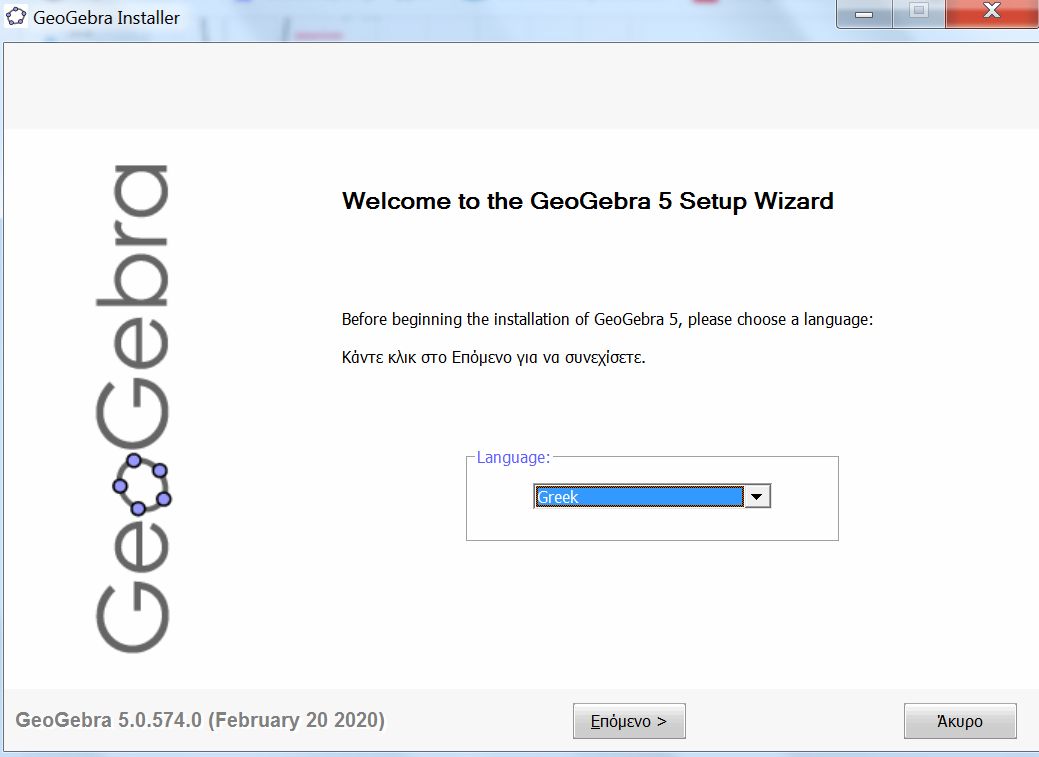 GeoGebra Installer
GeoGebra
Welcome to the GeoGebra 5 Setup Wizard
Before beginning the installation of GeoGebra 5, please choose a language:
Κάντε κλικ στο Επόμενο για να συνεχίσετε.
Language:
Greek
GeoGebra 5.0.574.0 (February 20 2020)
Επόμενο >
Άκυρο